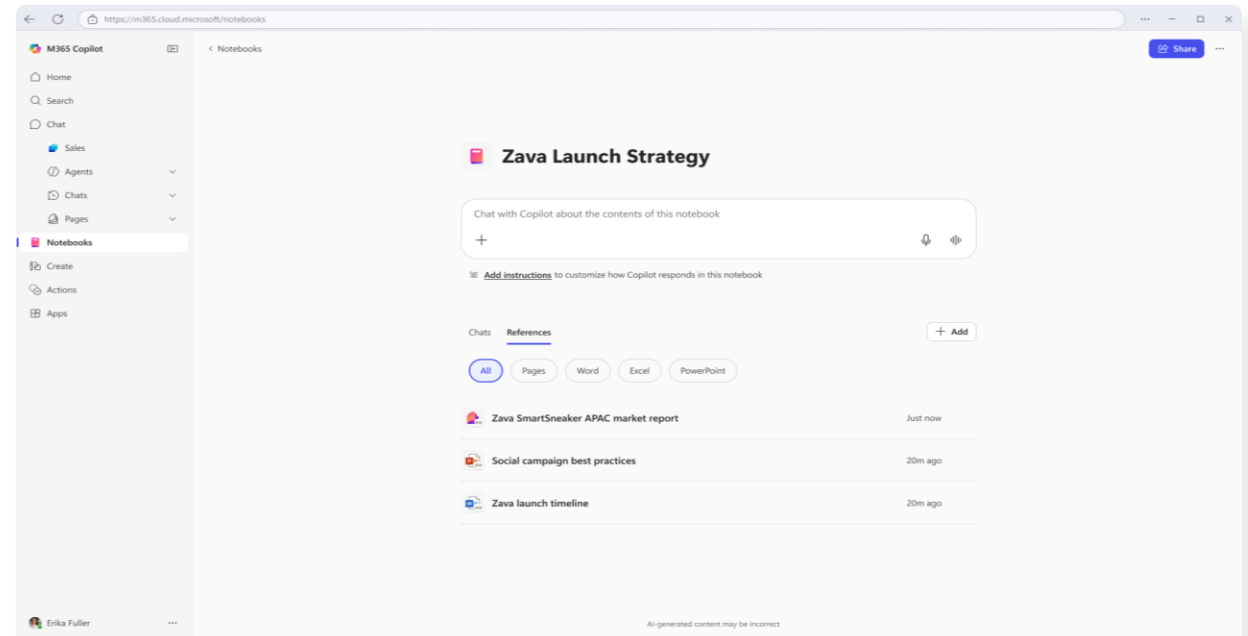 https://m365.cloud.microsoft/notebooks
M365 Copilot
Home
Search
Chat
Sales
Agents
Chats
Pages
Notebooks
Create
Actions
Apps
Erika Fuller
< Notebooks
Share
Zava Launch Strategy
Chat with Copilot about the contents of this notebook
Add instructions to customize how Copilot responds in this notebook
Chats References
+ Add
All Pages Word Excel PowerPoint
Zava SmartSneaker APAC market report Just now
Social campaign best practices 20m ago
Zava launch timeline 20m ago
AI-generated content may be incorrect